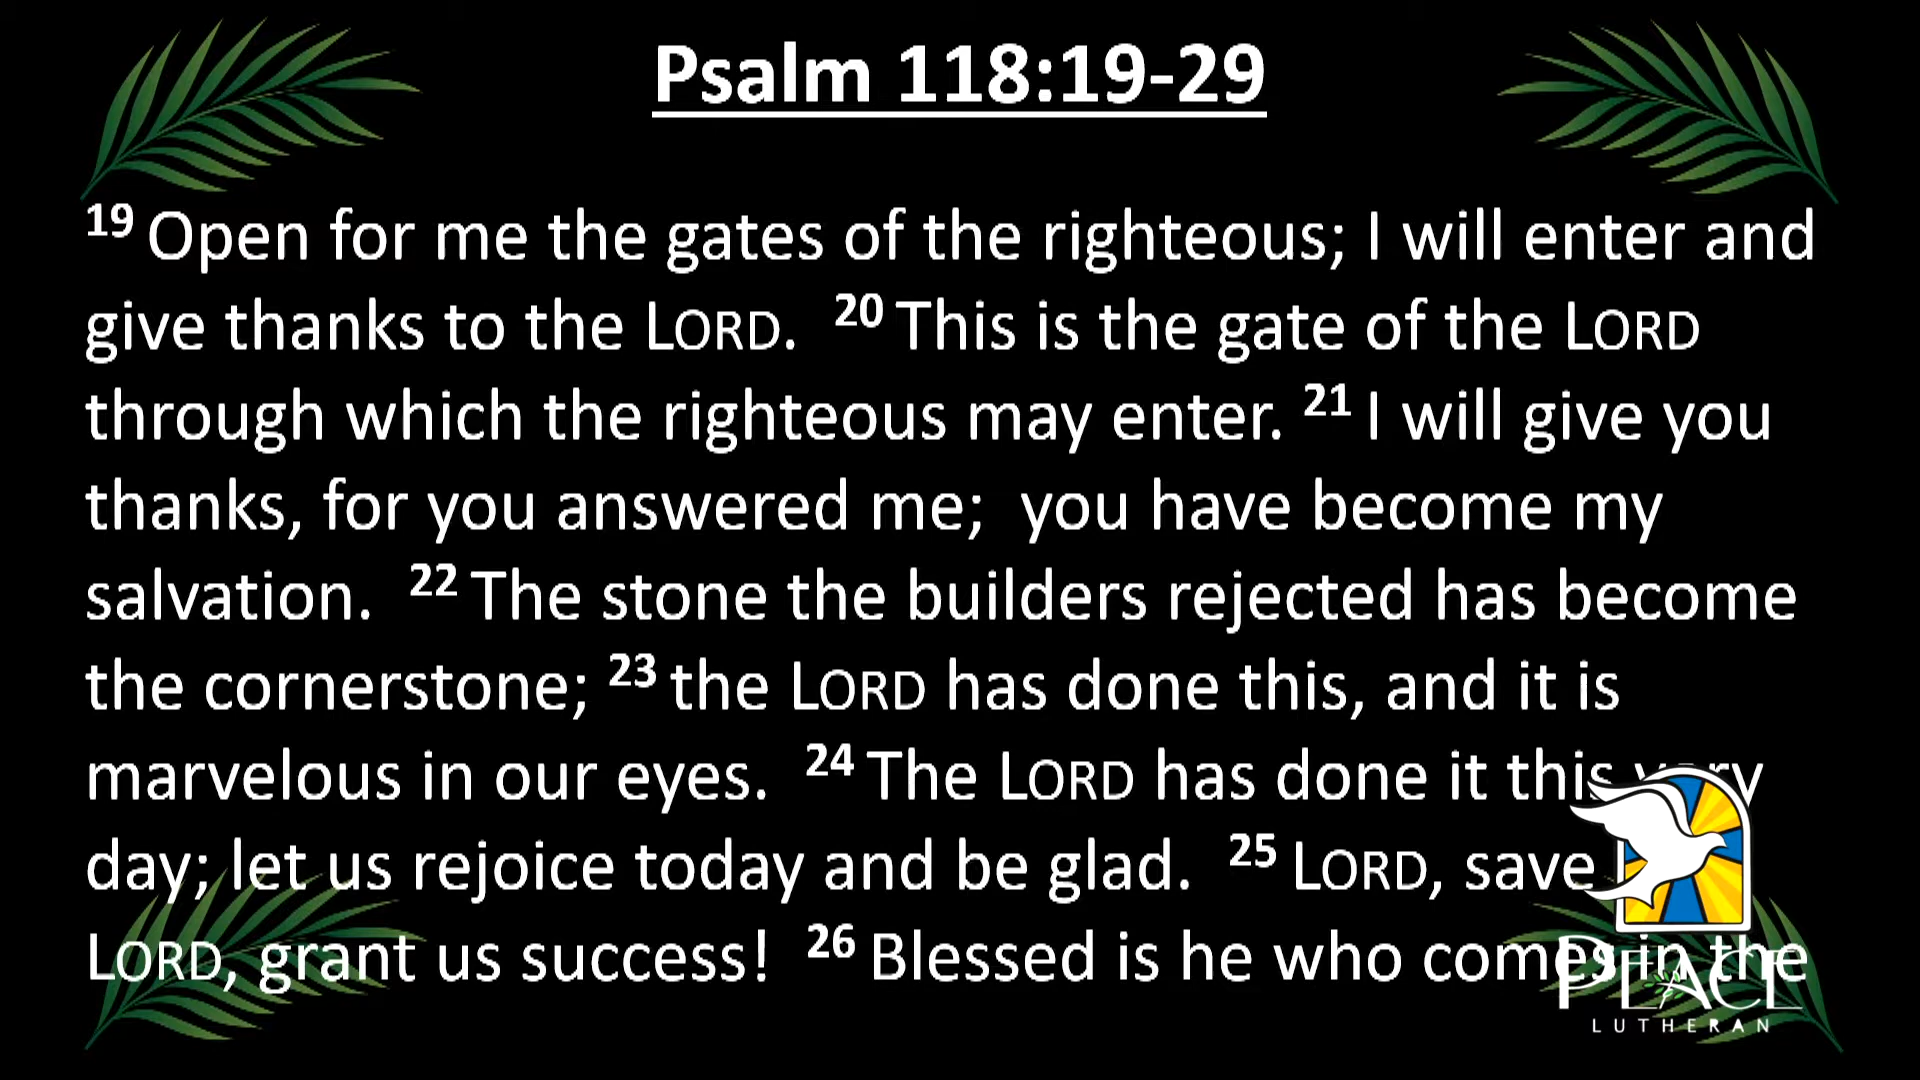 Psalm 118:19-29
19 Open for me the gates of the righteous; I will enter and
give thanks to the LORD. 20 This is the gate of the LORD
through which the righteous may enter. 21 I will give you
thanks, for you answered me; you have become my
salvation. 22 The stone the builders rejected has become
the cornerstone; 23 the LORD has done this, and it is
marvelous in our eyes. 24 The LORD has done it this very
day; let us rejoice today and be glad. 25 LORD, save
LORD, grant us success! 26 Blessed is he who comes in the
PEACE
LUTHERAN